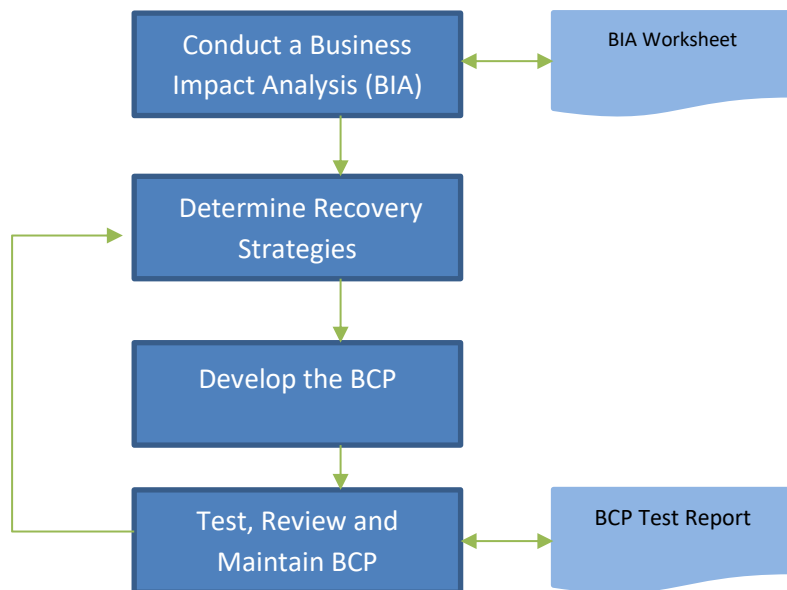 Conduct a Business
Impact Analysis (BIA)
BIA Worksheet
Determine Recovery
Strategies
Develop the BCP
Test, Review and
Maintain BCP
BCP Test Report